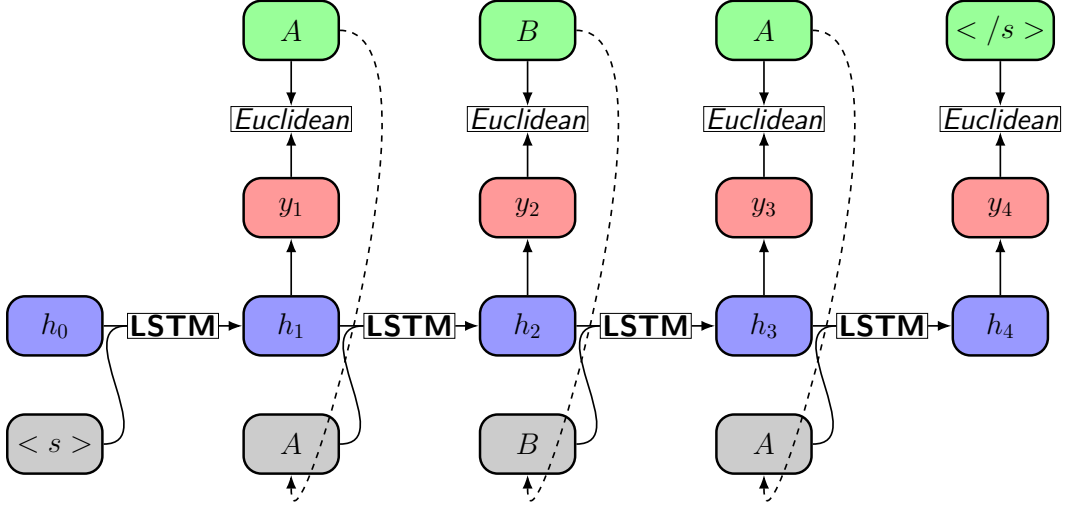 A B A < /s >
Euclidean Euclidean Euclidean Euclidean
y₁ y₂ y₃ y₄
h₀ LSTM h₁ LSTM h₂ LSTM h₃ LSTM h₄
< s > A B A